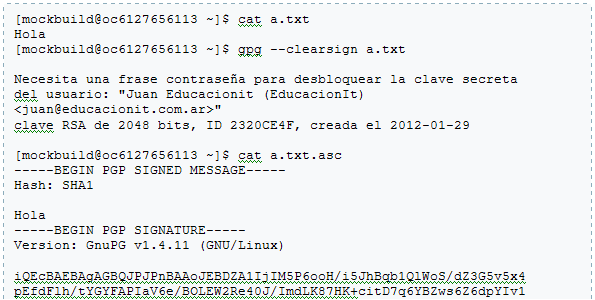 [mockbuild@oc6127656113 ~]$ cat a.txt
Hola
[mockbuild@oc6127656113 ~]$ gpg --clearsign a.txt
Necesita una frase contraseña para desbloquear la clave secreta
del usuario: "Juan Educacionit (EducacionIt)
<juan@educacionit.com.ar>"
clave RSA de 2048 bits, ID 2320CE4F, creada el 2012-01-29
[mockbuild@oc6127656113 ~]$ cat a.txt.asc
-----BEGIN PGP SIGNED MESSAGE-----
Hash: SHA1
Hola
-----BEGIN PGP SIGNATURE-----
Version: GnuPG v1.4.11 (GNU/Linux)
iQEcBAEBAgAGBQJPJPnBAAoJEBDZA1IjIM5P6ooH/i5JhBqb1QlWoS/dZ3G5v5x4
pEfdFlh/tYGYFAPIaV6e/BOLEW2Re40J/ImdLK87HK+citD7q6YBZws6Z6dpYIv1